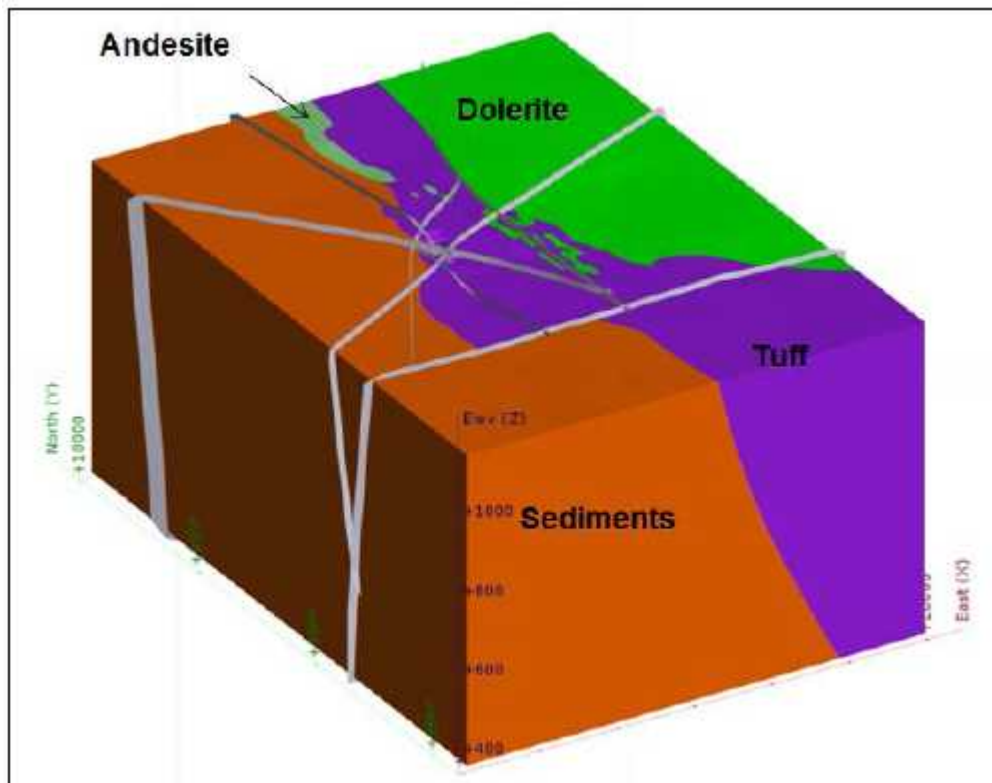 Andesite
Dolerite
Tuff
North (Y)
+10000
Elev (Z)
+1000
Sediments
+800
East (X)
+600
+400